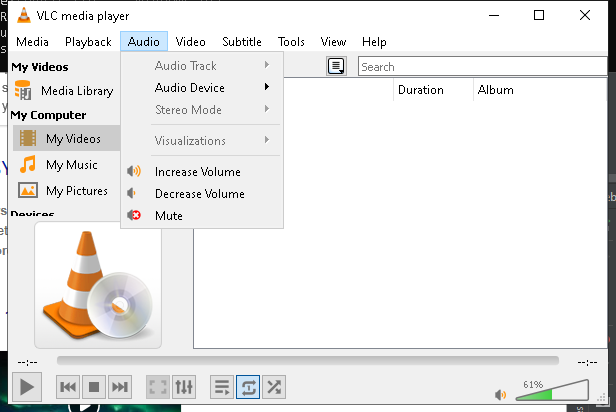 VLC media player
Media Playback Audio Video Subtitle Tools View Help
My Videos
Media Library
My Computer
My Videos
My Music
My Pictures
Devices
Audio Track
Audio Device
Stereo Mode
Visualizations
Increase Volume
Decrease Volume
Mute
Search
Duration Album
--:-- --:--
61%